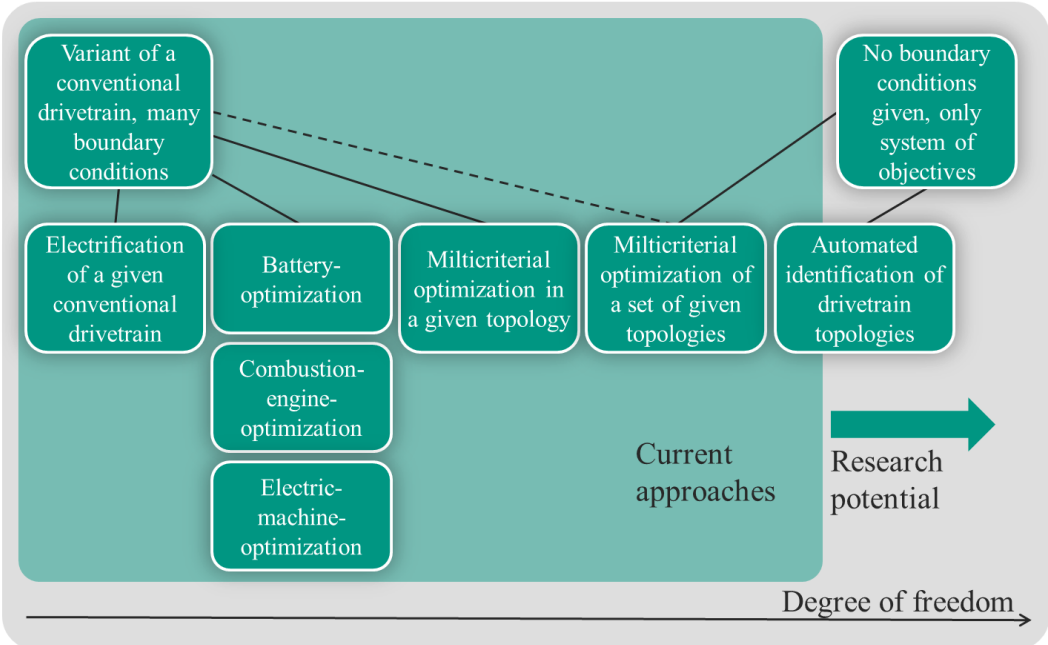 Variant of a
conventional
drivetrain, many
boundary
conditions
No boundary
conditions
given, only
system of
objectives
Electrification
of a given
conventional
drivetrain
Battery-
optimization
Milticriterial
optimization in
a given topology
Milticriterial
optimization of
a set of given
topologies
Automated
identification of
drivetrain
topologies
Combustion-
engine-
optimization
Electric-
machine-
optimization
Current
approaches
Research
potential
Degree of freedom